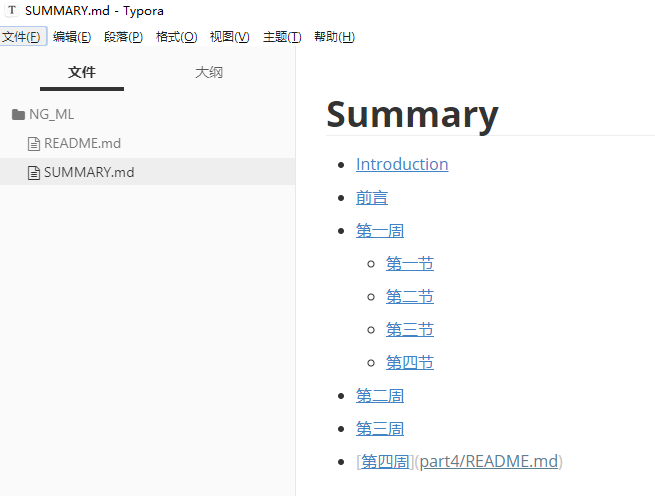 SUMMARY.md - Typora
文件(F) 编辑(E) 段落(P) 格式(O) 视图(V) 主题(T) 帮助(H)
文件 大纲
NG_ML
README.md
SUMMARY.md
Summary
Introduction
前言
第一周
第一节
第二节
第三节
第四节
第二周
第三周
[第四周](part4/README.md)